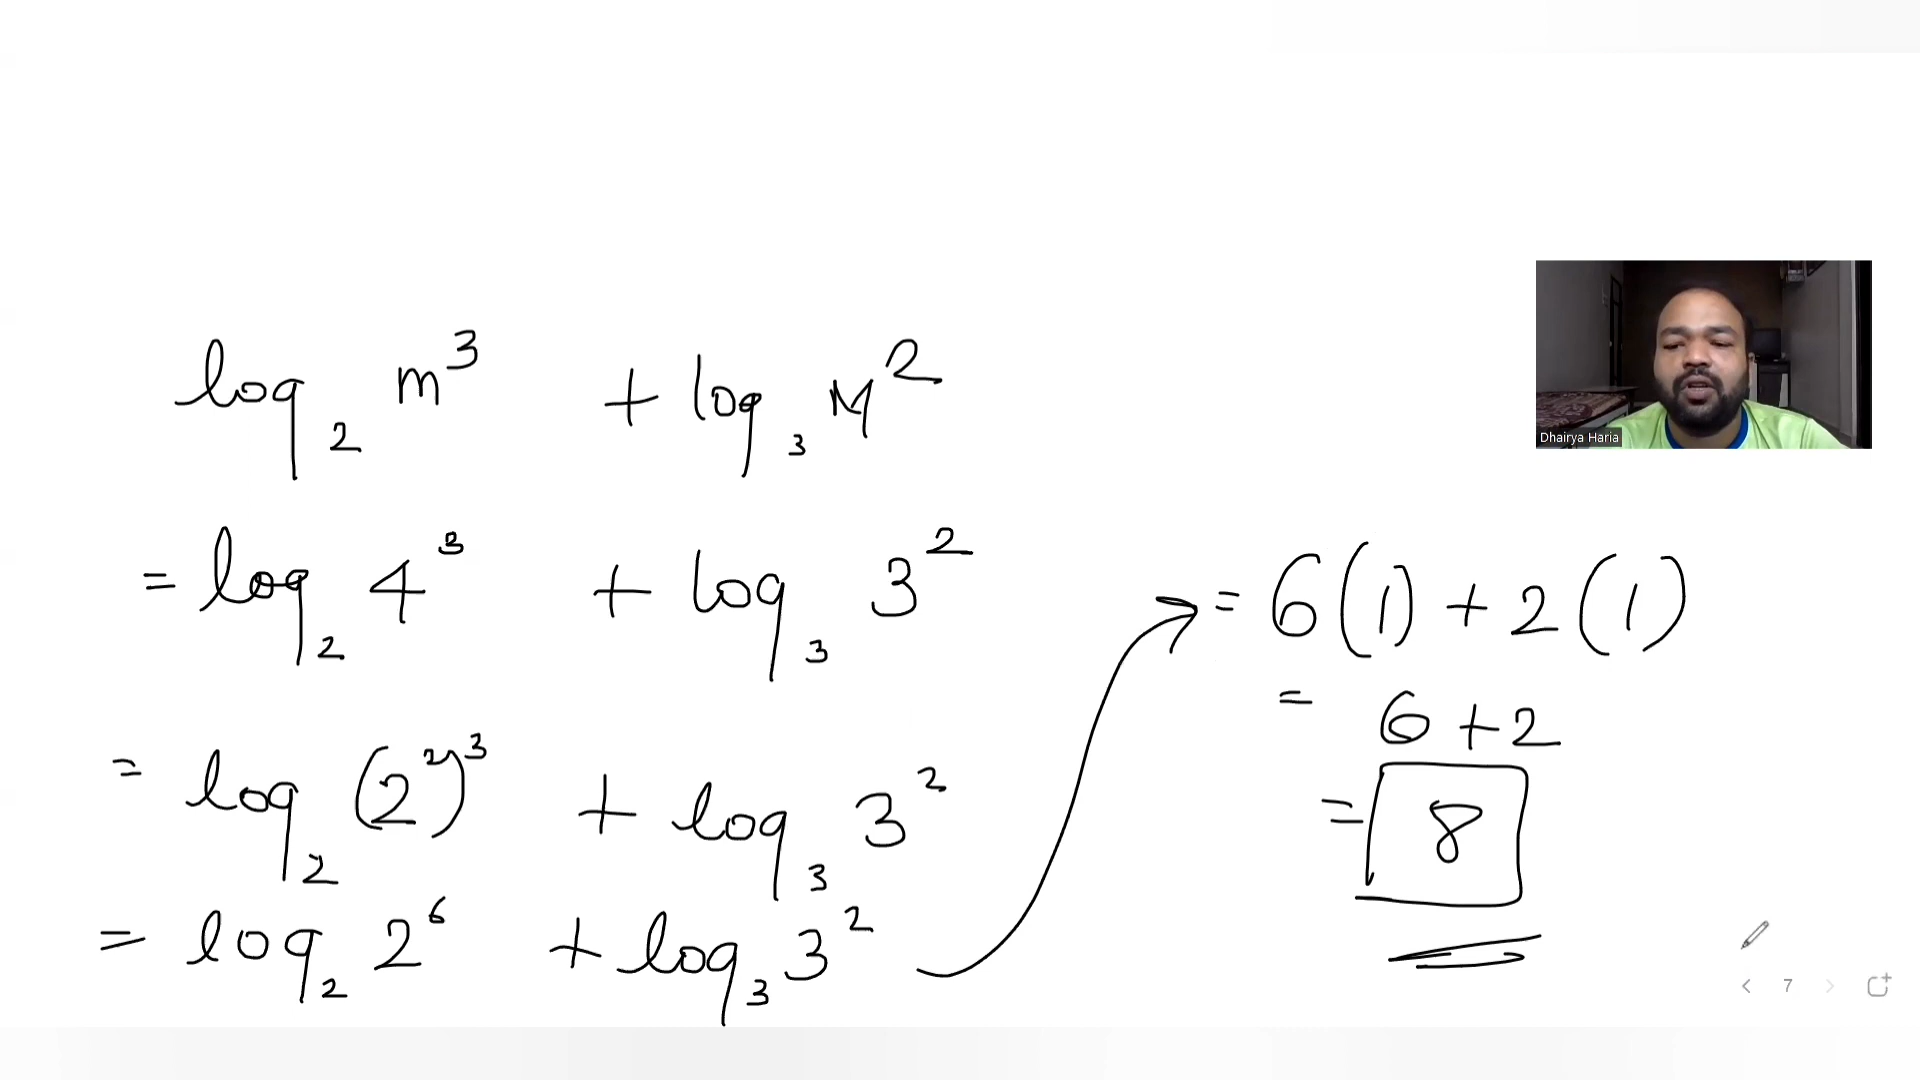 log₂ m³ + log₃ M²
= log₂ 4³ + log₃ 3²
= log₂ (2²)³ + log₃ 3²
= log₂ 2⁶ + log₃ 3²
= 6(1) + 2(1)
= 6 + 2
= 8
Dhairya Haria
7